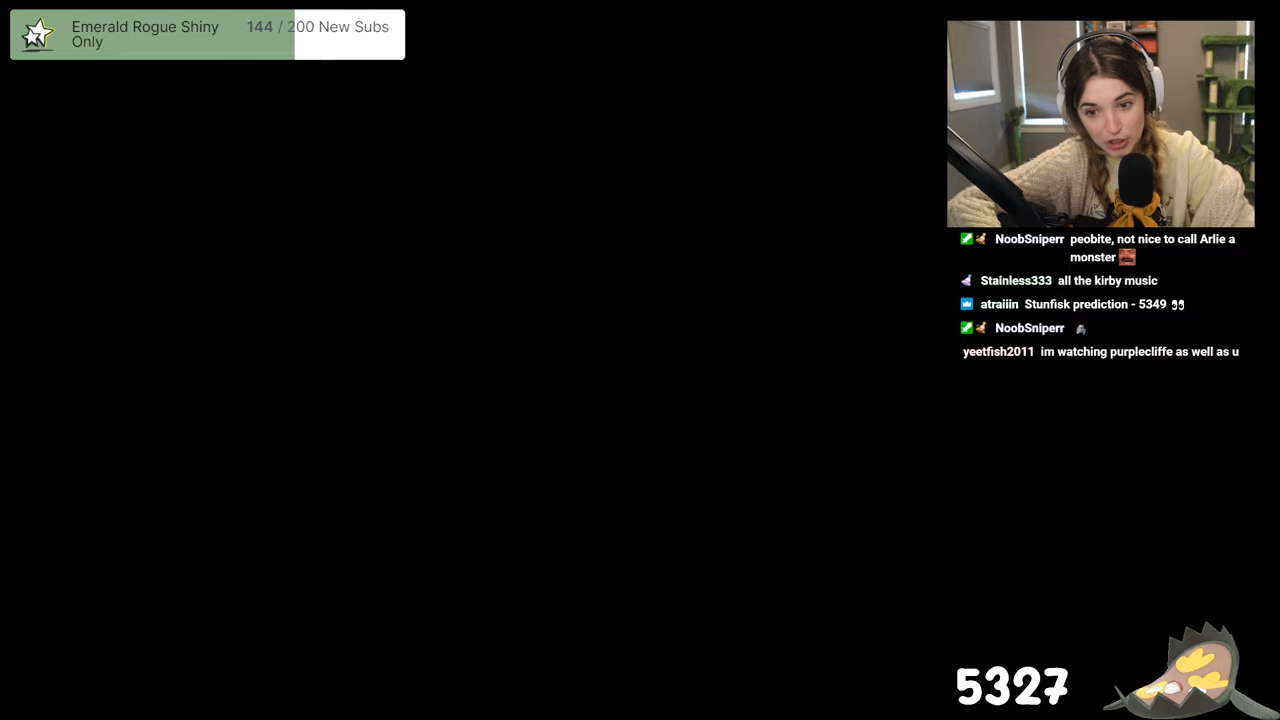 Emerald Rogue Shiny Only
144 / 200 New Subs
NoobSniperr peobite, not nice to call Arlie a
monster
Stainless333 all the kirby music
atraiiin Stunfisk prediction - 5349
NoobSniperr
yeetfish2011 im watching purplecliffe as well as u
5327